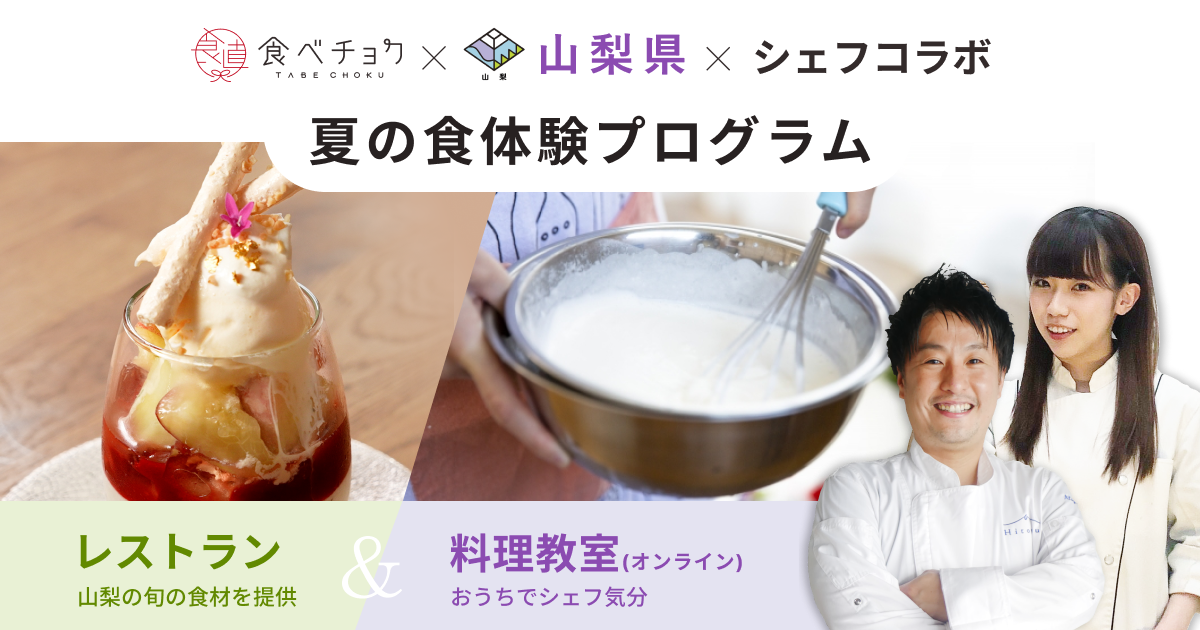 食直 食べチョク × 山梨県 × シェフコラボ
TABE CHOKU
山梨
夏の食体験プログラム
レストラン & 料理教室(オンライン)
山梨の旬の食材を提供 おうちでシェフ気分